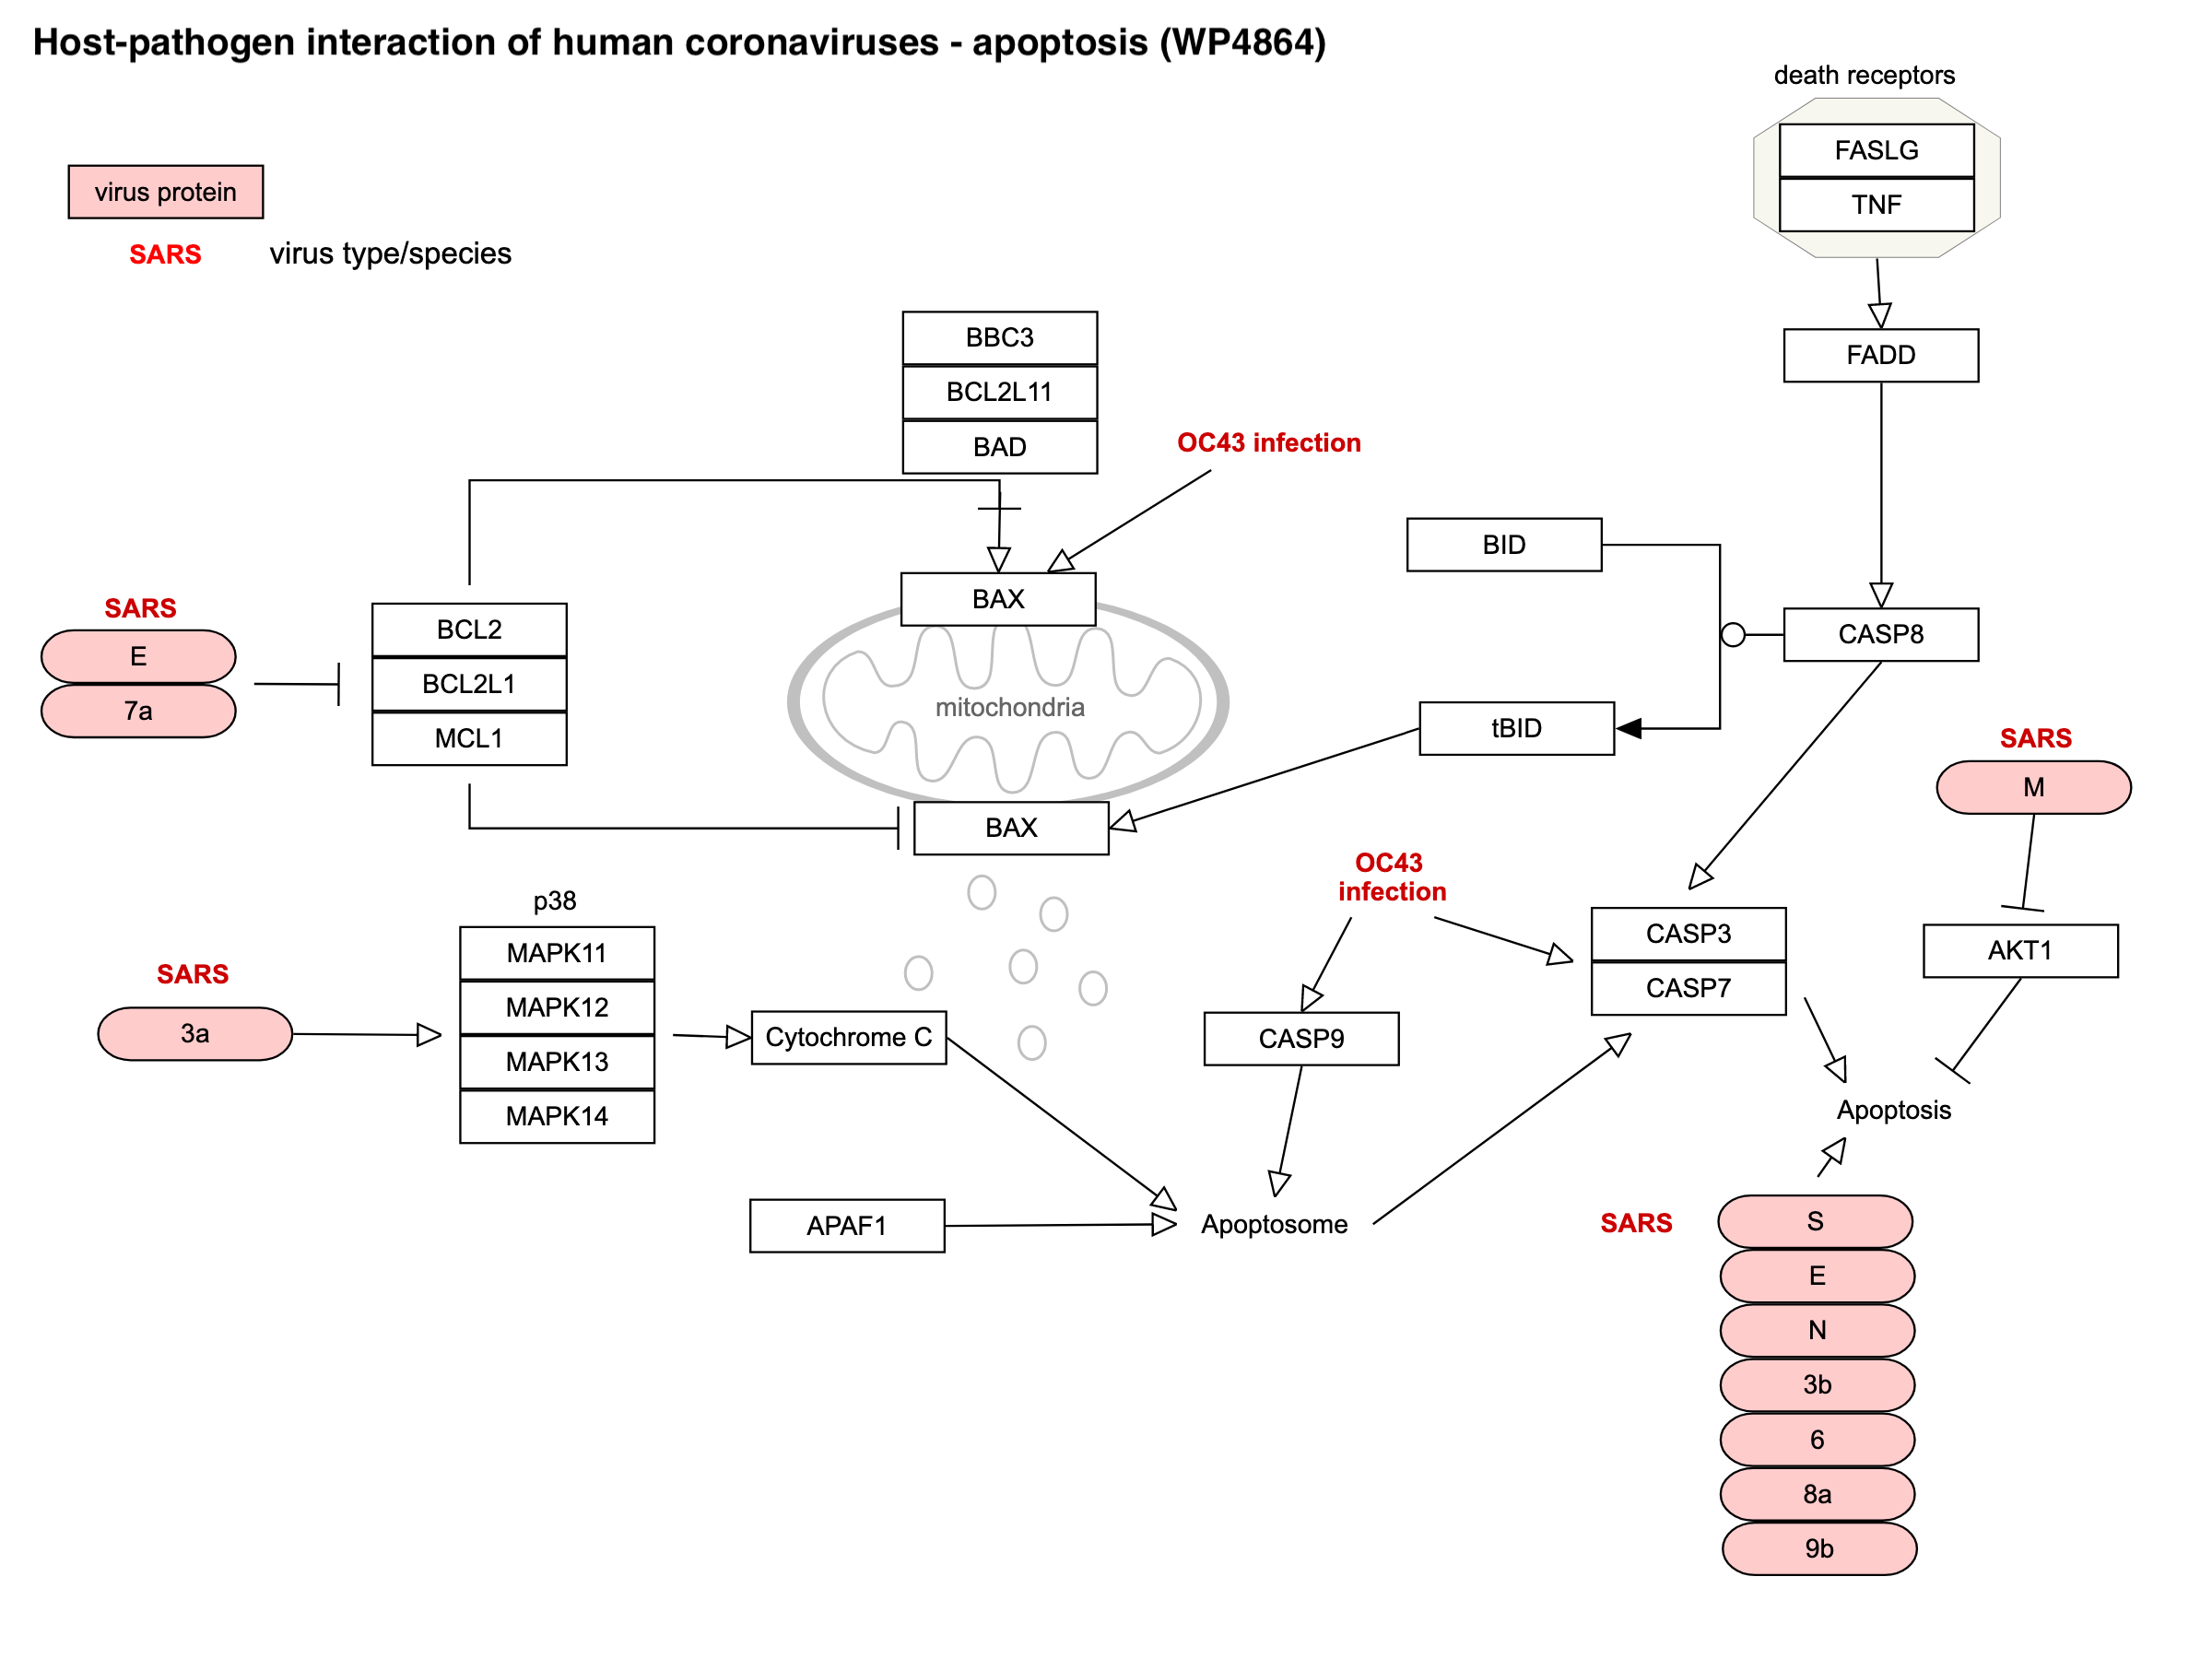 Host-pathogen interaction of human coronaviruses - apoptosis (WP4864)
death receptors
FASLG
TNF
virus protein
SARS virus type/species
BBC3
BCL2L11
BAD
FADD
OC43 infection
BID
BAX
SARS
E
7a
BCL2
BCL2L1
MCL1
CASP8
mitochondria
tBID
SARS
M
BAX
OC43
infection
p38
MAPK11
MAPK12
MAPK13
MAPK14
SARS
3a
Cytochrome C
CASP9
CASP3
CASP7
AKT1
Apoptosis
APAF1
Apoptosome
SARS
S
E
N
3b
6
8a
9b